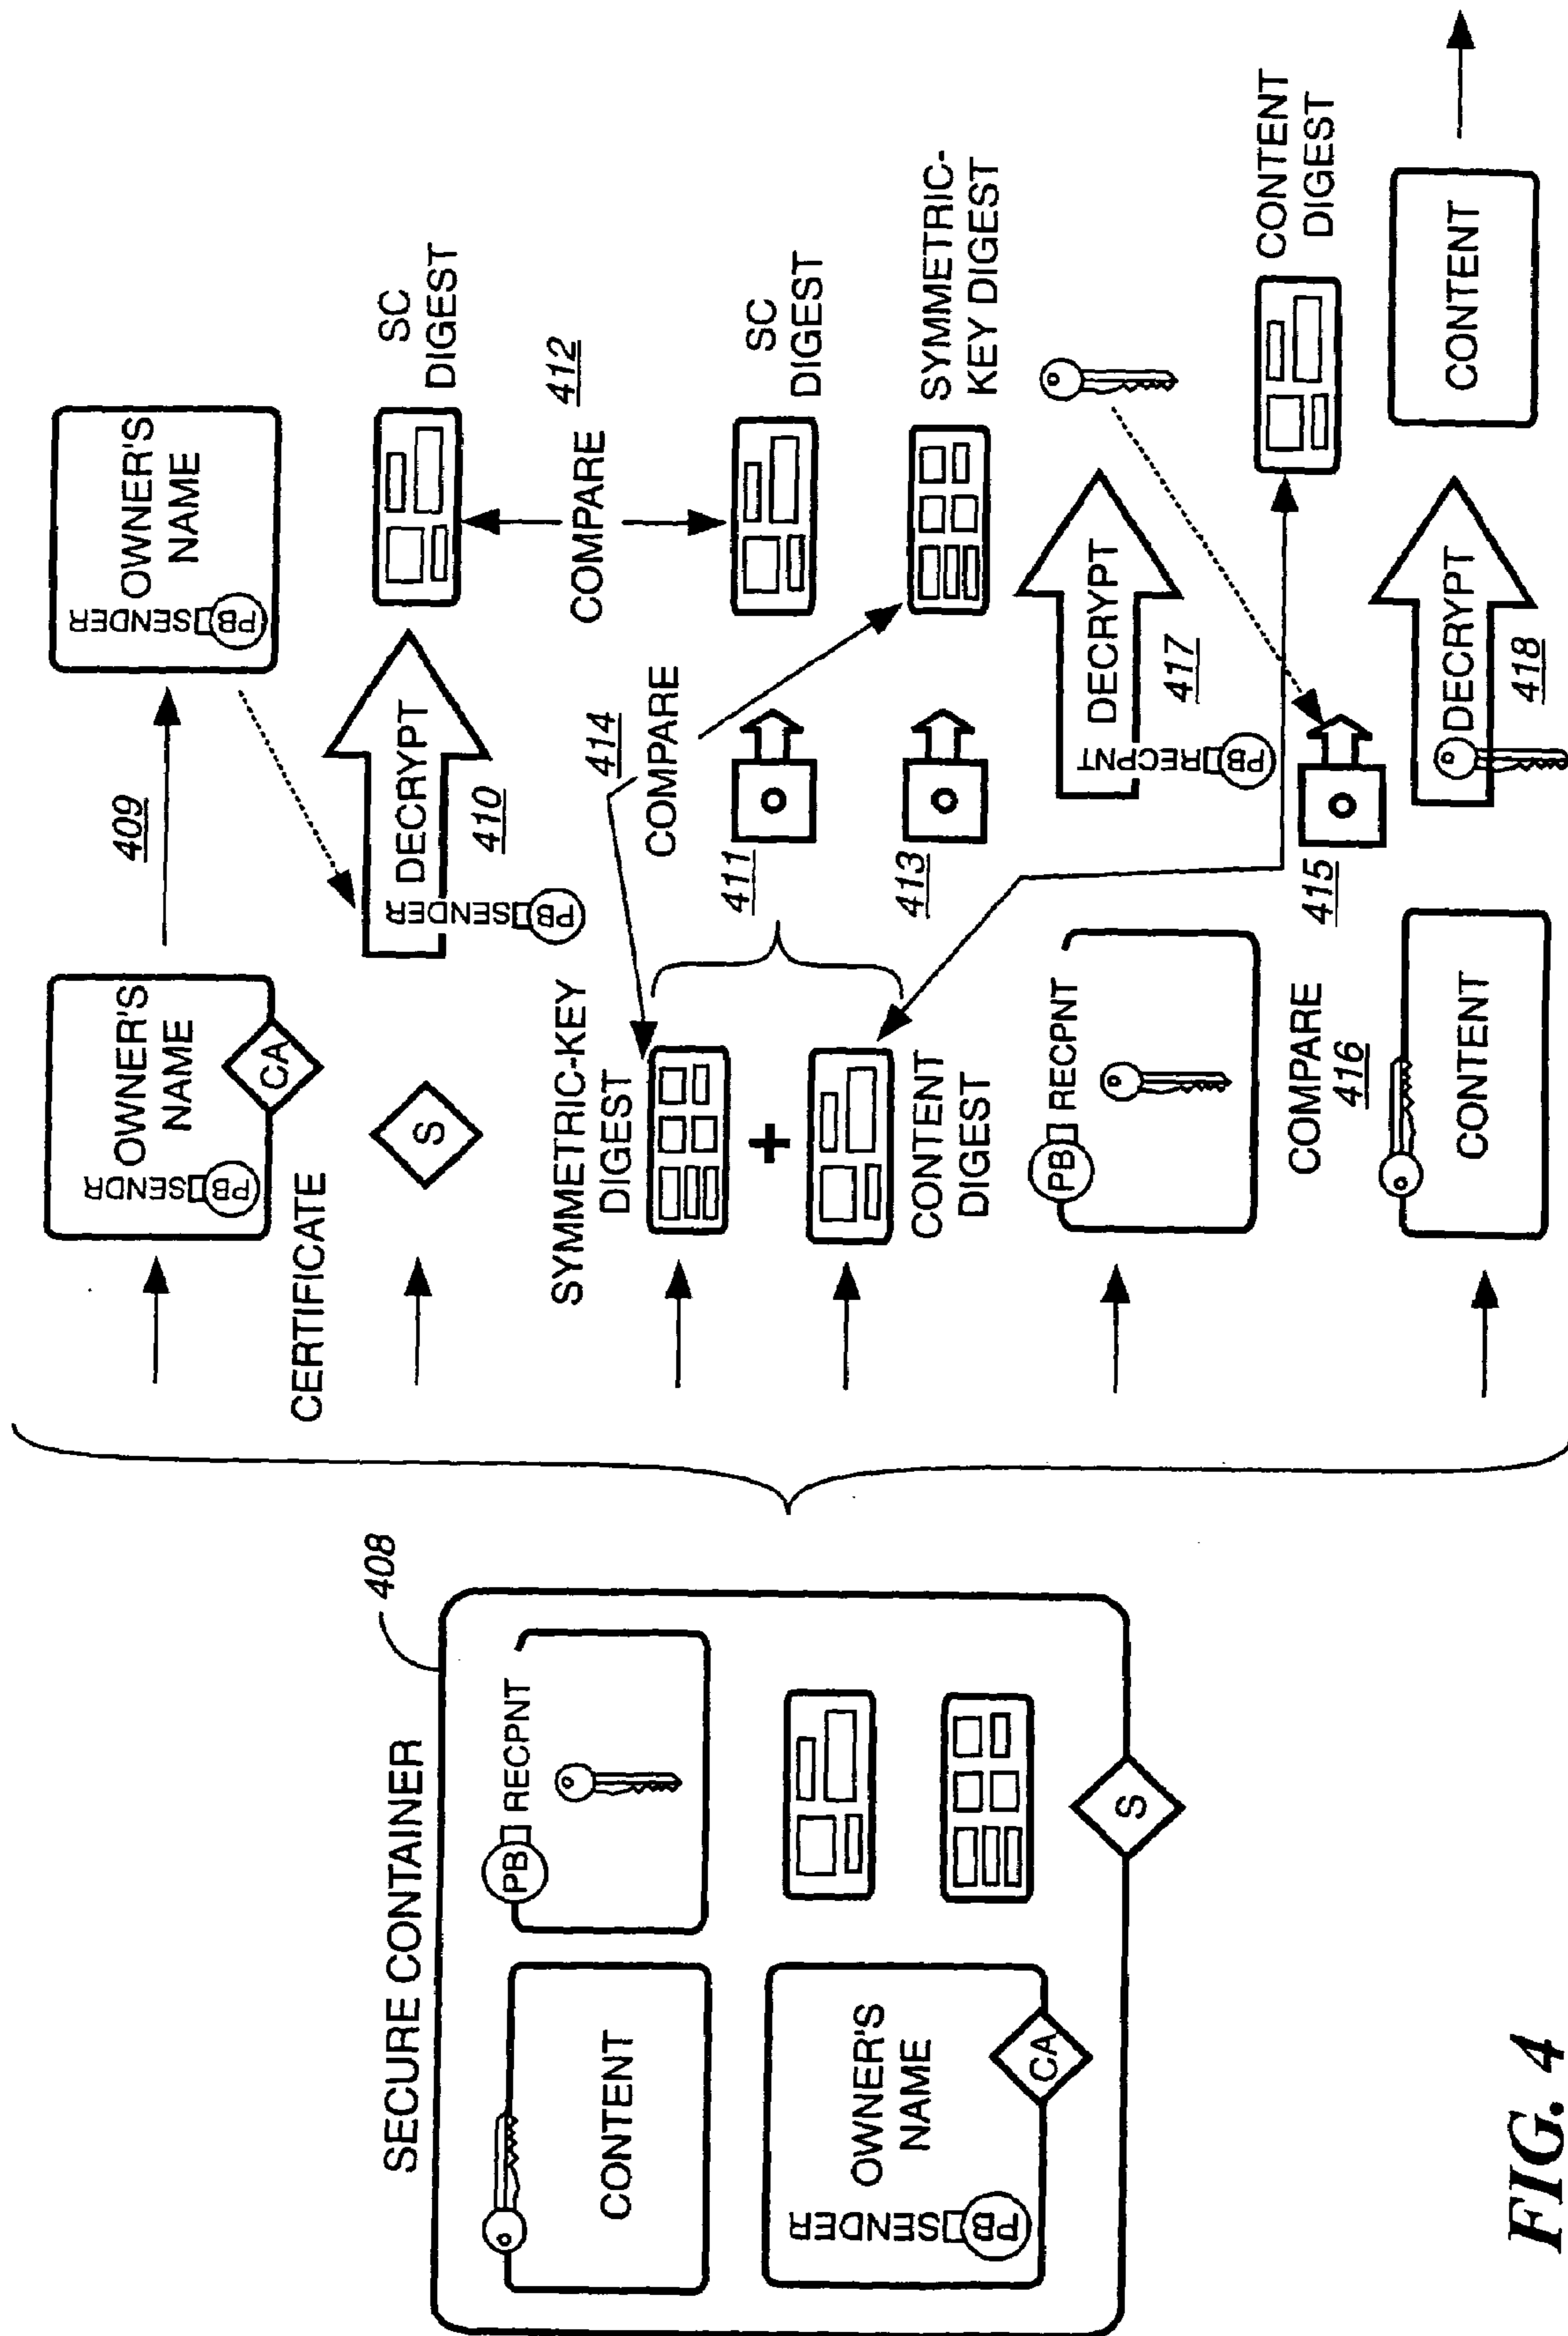 SECURE CONTAINER
408
CONTENT
PB RECPNT
OWNER'S
NAME
PB SENDER
CA
S
OWNER'S
NAME
PB SENDR
CA
CERTIFICATE
409
OWNER'S
NAME
PB SENDER
S
DECRYPT
PB SENDER
410
SC
DIGEST
COMPARE
412
SYMMETRIC-KEY
DIGEST
+
CONTENT
DIGEST
414
COMPARE
411
SC
DIGEST
413
SYMMETRIC-
KEY DIGEST
PB RECPNT
DECRYPT
417
PB RECPNT
COMPARE
416
415
CONTENT
DIGEST
CONTENT
DECRYPT
418
CONTENT
FIG. 4